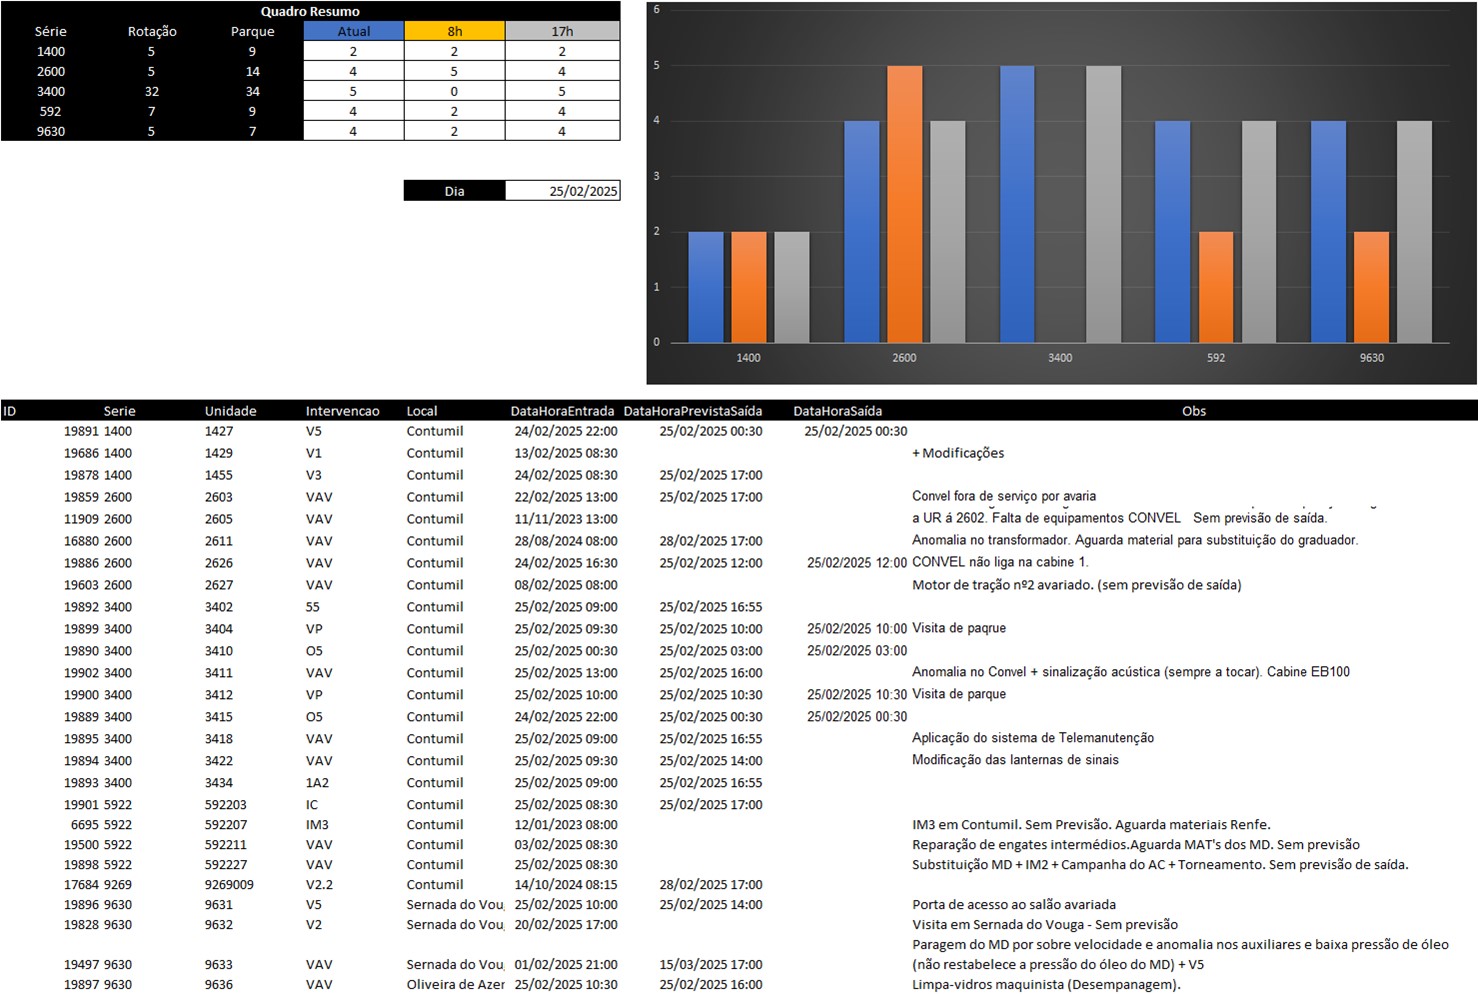 Quadro Resumo
Série Rotação Parque Atual 8h 17h
1400 5 9 2 2 2
2600 5 14 4 5 4
3400 32 34 5 0 5
592 7 9 4 2 4
9630 5 7 4 2 4
Dia 25/02/2025
6
5
4
3
2
1
0
1400 2600 3400 592 9630
ID Serie Unidade Intervencao Local DataHoraEntrada DataHoraPrevistaSaída DataHoraSaída Obs
19891 1400 1427 V5 Contumil 24/02/2025 22:00 25/02/2025 00:30 25/02/2025 00:30
19686 1400 1429 V1 Contumil 13/02/2025 08:30 + Modificações
19878 1400 1455 V3 Contumil 24/02/2025 08:30 25/02/2025 17:00
19859 2600 2603 VAV Contumil 22/02/2025 13:00 25/02/2025 17:00 Convel fora de serviço por avaria
11909 2600 2605 VAV Contumil 11/11/2023 13:00 a UR á 2602. Falta de equipamentos CONVEL Sem previsão de saída.
16880 2600 2611 VAV Contumil 28/08/2024 08:00 28/02/2025 17:00 Anomalia no transformador. Aguarda material para substituição do graduador.
19886 2600 2626 VAV Contumil 24/02/2025 16:30 25/02/2025 12:00 25/02/2025 12:00 CONVEL não liga na cabine 1.
19603 2600 2627 VAV Contumil 08/02/2025 08:00 Motor de tração nº2 avariado. (sem previsão de saída)
19892 3400 3402 55 Contumil 25/02/2025 09:00 25/02/2025 16:55
19899 3400 3404 VP Contumil 25/02/2025 09:30 25/02/2025 10:00 25/02/2025 10:00 Visita de paqrue
19890 3400 3410 O5 Contumil 25/02/2025 00:30 25/02/2025 03:00 25/02/2025 03:00
19902 3400 3411 VAV Contumil 25/02/2025 13:00 25/02/2025 16:00 Anomalia no Convel + sinalização acústica (sempre a tocar). Cabine EB100
19900 3400 3412 VP Contumil 25/02/2025 10:00 25/02/2025 10:30 25/02/2025 10:30 Visita de parque
19889 3400 3415 O5 Contumil 24/02/2025 22:00 25/02/2025 00:30 25/02/2025 00:30
19895 3400 3418 VAV Contumil 25/02/2025 09:00 25/02/2025 16:55 Aplicação do sistema de Telemanutenção
19894 3400 3422 VAV Contumil 25/02/2025 09:30 25/02/2025 14:00 Modificação das lanternas de sinais
19893 3400 3434 1A2 Contumil 25/02/2025 09:00 25/02/2025 16:55
19901 5922 592203 IC Contumil 25/02/2025 08:30 25/02/2025 17:00
6695 5922 592207 IM3 Contumil 12/01/2023 08:00 IM3 em Contumil. Sem Previsão. Aguarda materiais Renfe.
19500 5922 592211 VAV Contumil 03/02/2025 08:30 Reparação de engates intermédios.Aguarda MAT's dos MD. Sem previsão
19898 5922 592227 VAV Contumil 25/02/2025 08:30 Substituição MD + IM2 + Campanha do AC + Torneamento. Sem previsão de saída.
17684 9269 9269009 V2.2 Contumil 14/10/2024 08:15 28/02/2025 17:00
19896 9630 9631 V5 Sernada do Vou 25/02/2025 10:00 25/02/2025 14:00 Porta de acesso ao salão avariada
19828 9630 9632 V2 Sernada do Vou 20/02/2025 17:00 Visita em Sernada do Vouga - Sem previsão
Paragem do MD por sobre velocidade e anomalia nos auxiliares e baixa pressão de óleo
19497 9630 9633 VAV Sernada do Vou 01/02/2025 21:00 15/03/2025 17:00 (não restabelece a pressão do óleo do MD) + V5
19897 9630 9636 VAV Oliveira de Azer 25/02/2025 10:30 25/02/2025 16:00 Limpa-vidros maquinista (Desempanagem).